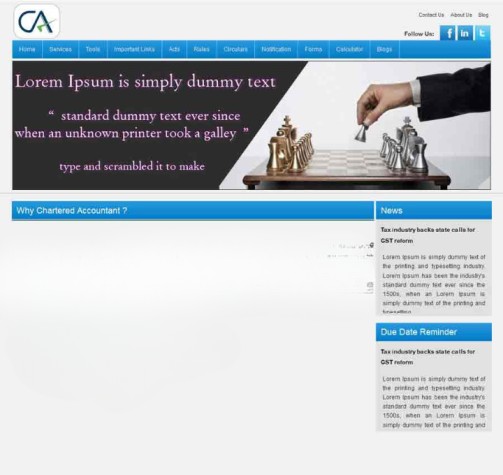 CA
Contact Us About Us Blog
Follow Us:
Home Services Tools Important Links Ads Rules Circulars Notification Forms Calculator Blogs
Lorem Ipsum is simply dummy text
“ standard dummy text ever since
when an unknown printer took a galley ”
type and scrambled it to make
Why Chartered Accountant ?
News
Tax industry backs state calls for
GST reform
Lorem Ipsum is simply dummy text of
the printing and typesetting industry.
Lorem Ipsum has been the industry's
standard dummy text ever since the
1500s, when an Lorem Ipsum is
simply dummy text of the printing and
typesetting
Due Date Reminder
Tax industry backs state calls for
GST reform
Lorem Ipsum is simply dummy text of
the printing and typesetting industry.
Lorem Ipsum has been the industry's
standard dummy text ever since the
1500s, when an Lorem Ipsum is
simply dummy text of the printing and